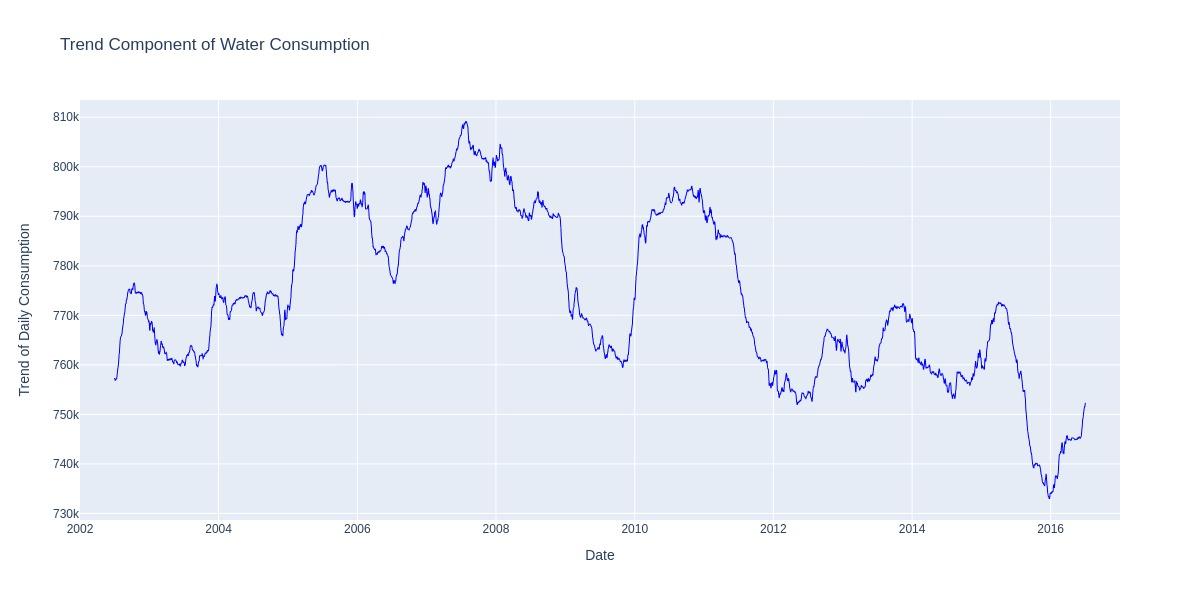 Trend Component of Water Consumption
810k
800k
790k
780k
770k
760k
750k
740k
730k
Trend of Daily Consumption
2002 2004 2006 2008 2010 2012 2014 2016
Date